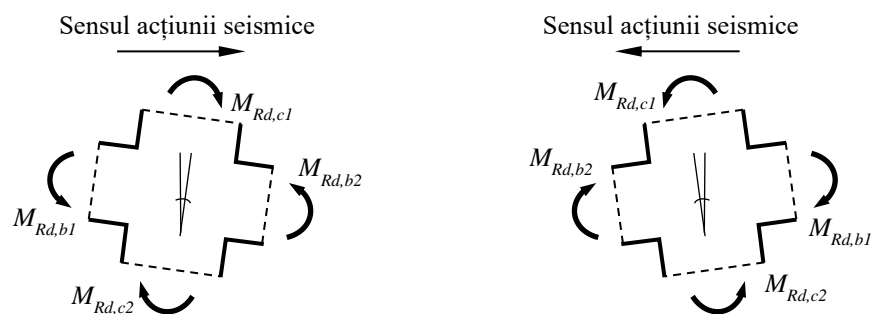 Sensul acțiunii seismice
M_{Rd,c1}
M_{Rd,b2}
M_{Rd,b1}
M_{Rd,c2}
Sensul acțiunii seismice
M_{Rd,c1}
M_{Rd,b2}
M_{Rd,b1}
M_{Rd,c2}